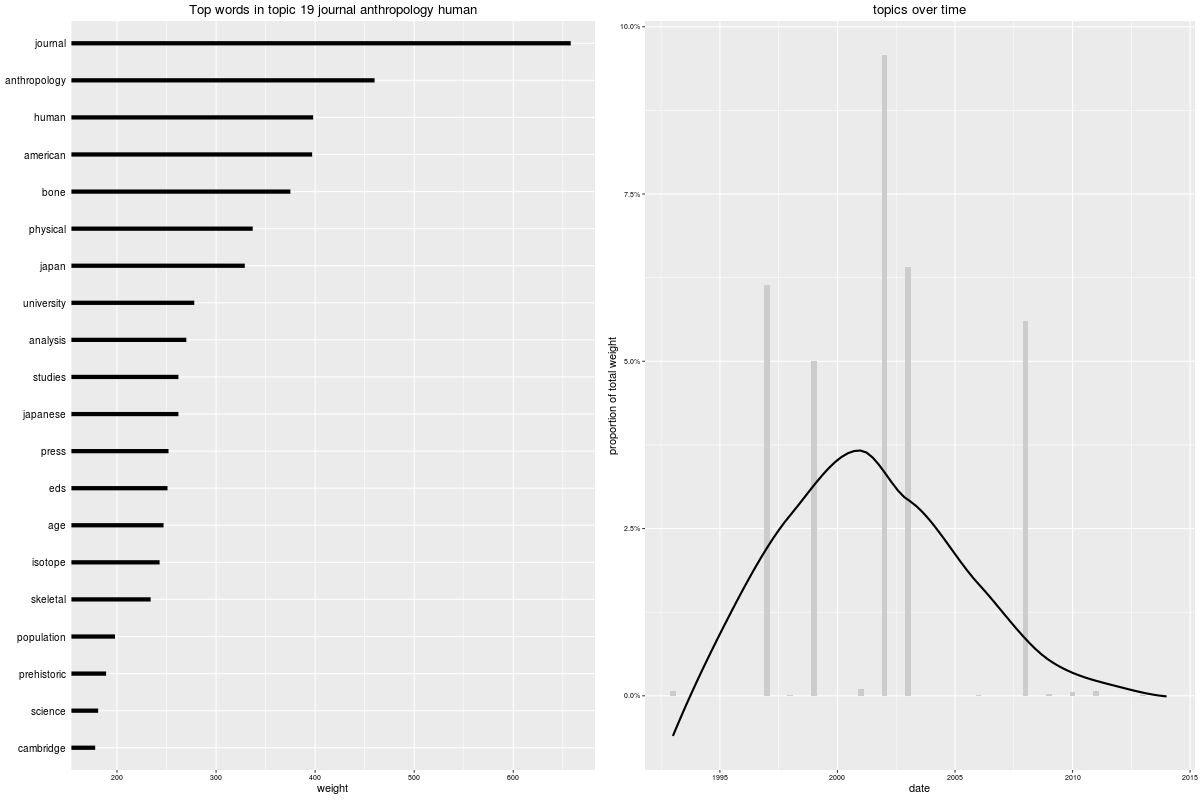 Top words in topic 19 journal anthropology human
journal
anthropology
human
american
bone
physical
japan
university
analysis
studies
japanese
press
eds
age
isotope
skeletal
population
prehistoric
science
cambridge
200 300 400 500 600
weight
topics over time
proportion of total weight
10.0%
7.5%
5.0%
2.5%
0.0%
1995 2000 2005 2010 2015
date